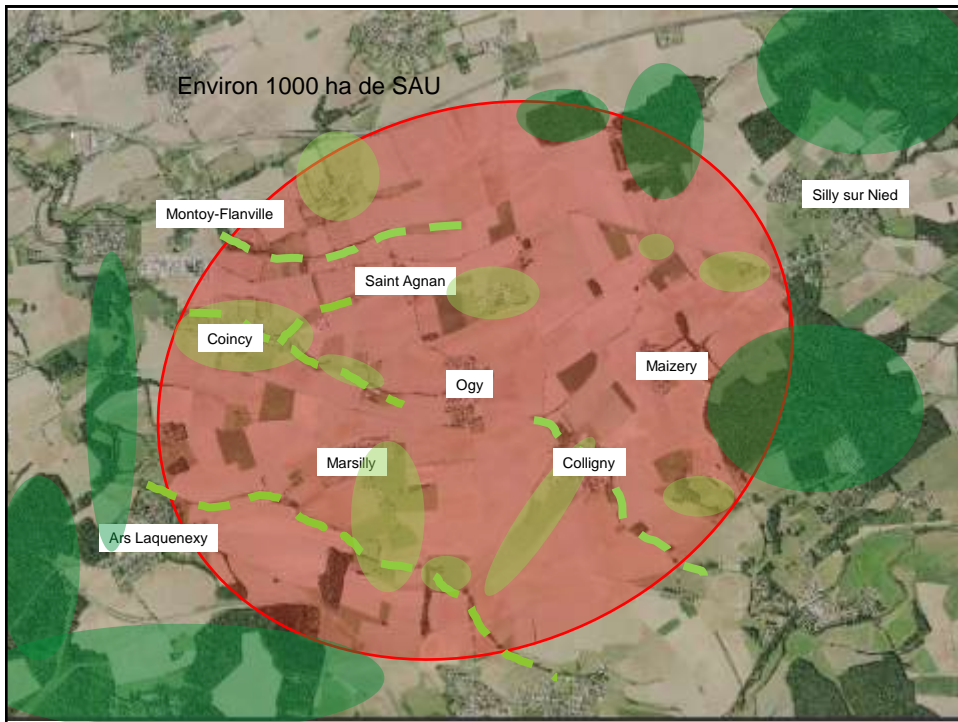 Environ 1000 ha de SAU
Silly sur Nied
Montoy-Flanville
Saint Agnan
Coincy
Maizery
Ogy
Marsilly
Colligny
Ars Laquenexy